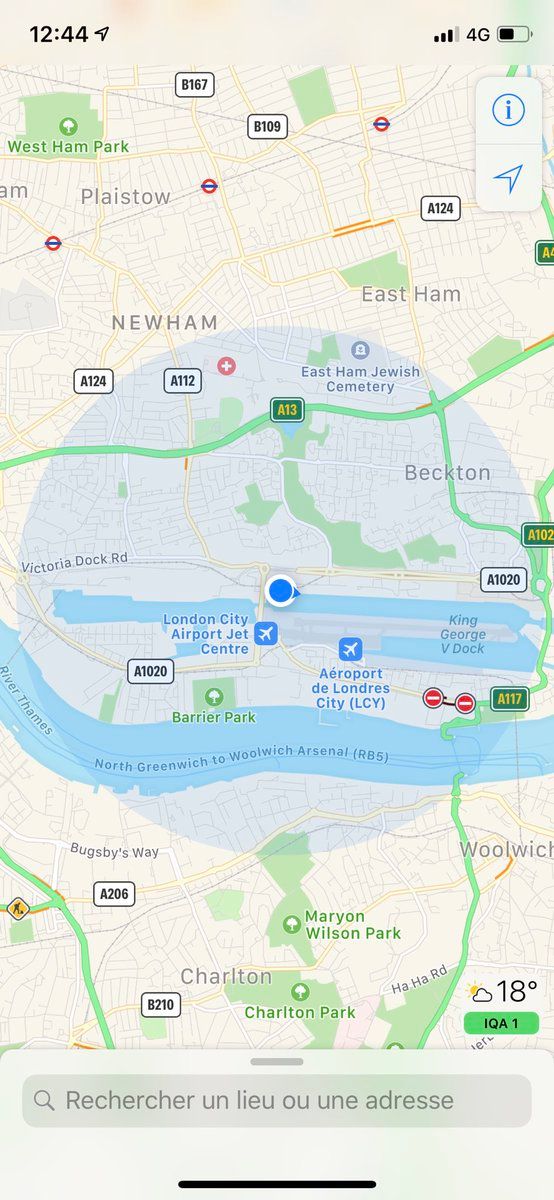 12:44
4G
B167
B109
West Ham Park
Plaistow
A124
East Ham
NEWHAM
East Ham Jewish
Cemetery
A124
A112
A13
Beckton
Victoria Dock Rd
A1020
London City
Airport Jet
Centre
King
George
V Dock
A1020
Aéroport
de Londres
City (LCY)
A117
River Thames
Barrier Park
North Greenwich to Woolwich Arsenal (RB5)
Bugsby's Way
Woolwich
A206
Maryon
Wilson Park
Charlton
Ha Ha Rd
B210
Charlton Park
18°
IQA 1
Rechercher un lieu ou une adresse